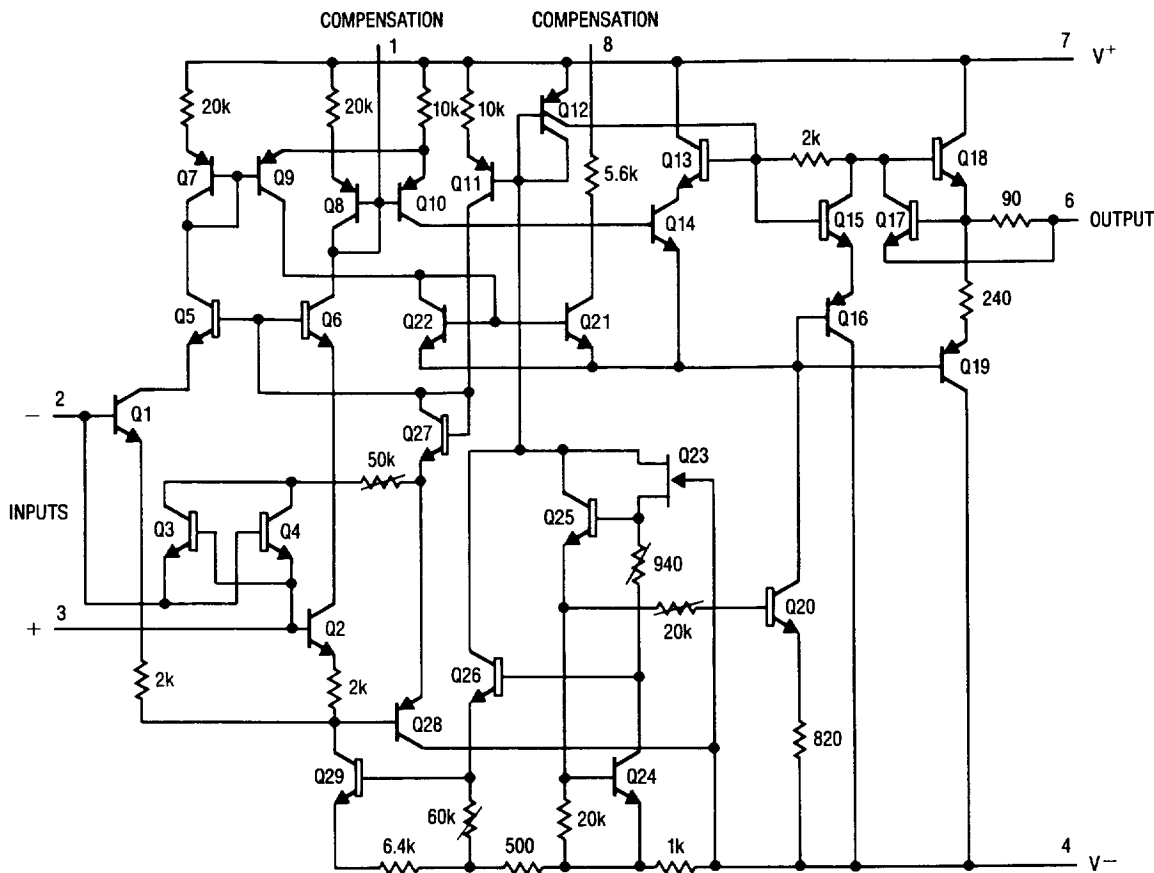 COMPENSATION COMPENSATION
1 8 7 V+
20k 20k 10k 10k Q12
Q7 Q9 Q8 Q10 Q11 5.6k Q13 2k Q18
Q14 Q15 Q17 90 6 OUTPUT
240
Q5 Q6 Q22 Q21 Q16 Q19
2
− Q1 Q27
50k Q23
INPUTS Q3 Q4 Q25
940
3
+ Q2 20k Q20
2k 2k Q26
Q28 820
Q29 Q24
60k 20k
6.4k 500 1k 4 V−